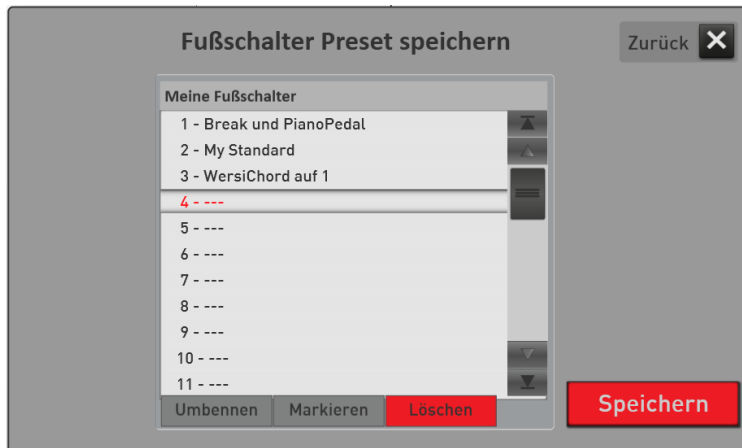 Fußschalter Preset speichern
Zurück
Meine Fußschalter
1 - Break und PianoPedal
2 - My Standard
3 - WersiChord auf 1
4 - ---
5 - ---
6 - ---
7 - ---
8 - ---
9 - ---
10 - ---
11 - ---
Umbennen Markieren Löschen
Speichern